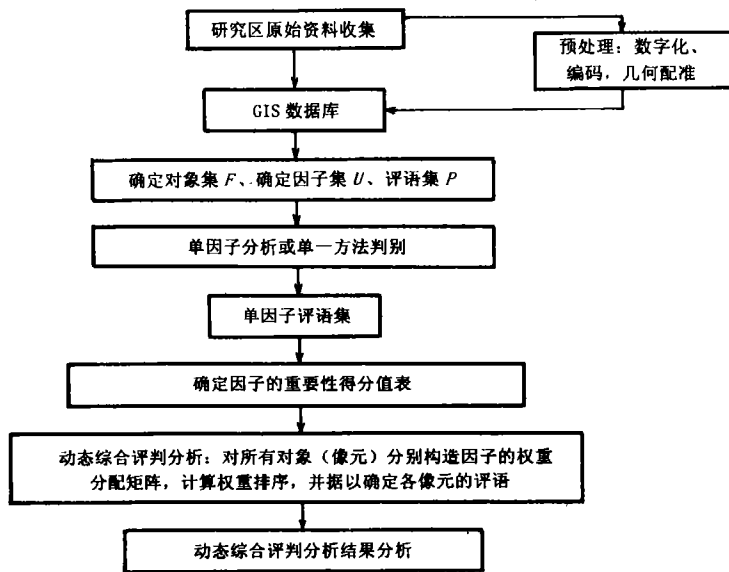 研究区原始资料收集
预处理：数字化、
编码，几何配准
GIS 数据库
确定对象集 F、确定因子集 U、评语集 P
单因子分析或单一方法判别
单因子评语集
确定因子的重要性得分值表
动态综合评判分析：对所有对象（像元）分别构造因子的权重
分配矩阵，计算权重排序，并据以确定各像元的评语
动态综合评判分析结果分析